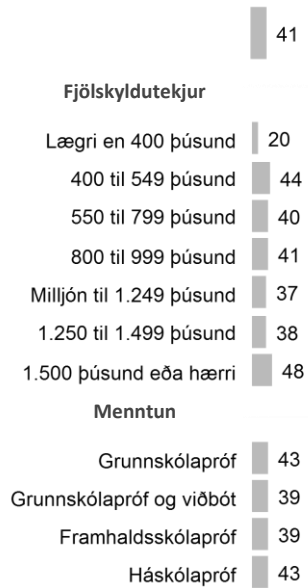 41
Fjölskyldutekjur
Lægri en 400 þúsund 20
400 til 549 þúsund 44
550 til 799 þúsund 40
800 til 999 þúsund 41
Milljón til 1.249 þúsund 37
1.250 til 1.499 þúsund 38
1.500 þúsund eða hærri 48
Menntun
Grunnskólapróf 43
Grunnskólapróf og viðbót 39
Framhaldsskólapróf 39
Háskólapróf 43